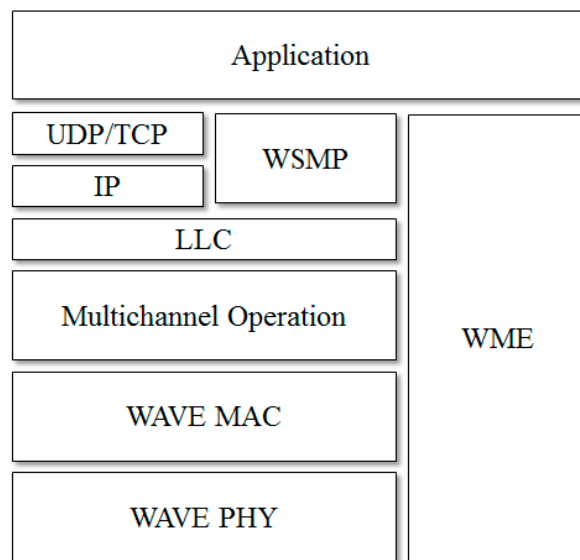 Application
UDP/TCP
WSMP
IP
LLC
Multichannel Operation
WME
WAVE MAC
WAVE PHY